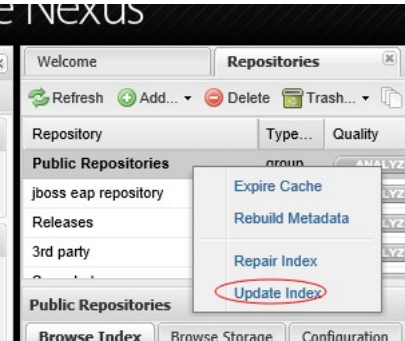 e Nexus
Welcome
Repositories
Refresh Add... Delete Trash...
Repository Type... Quality
Public Repositories group ANALYZ
jboss eap repository
Releases
3rd party
Expire Cache
Rebuild Metadata
Repair Index
Update Index
Public Repositories
Browse Index Browse Storage Configuration